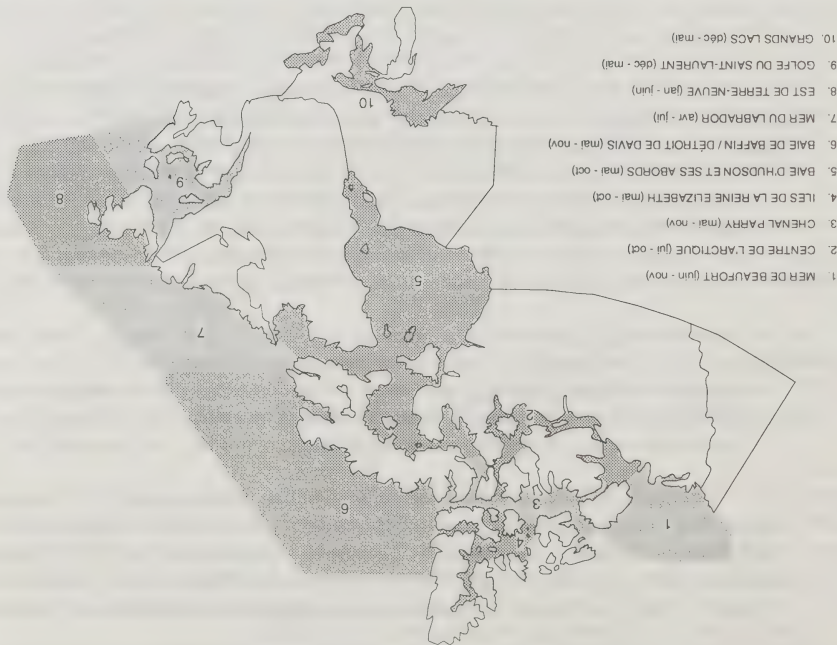 1. MER DE BEAUFORT (juin - nov)
2. CENTRE DE L'ARCTIQUE (jui - oct)
3. CHENAL PARRY (mai - nov)
4. ILES DE LA REINE ELIZABETH (mai - oct)
5. BAIE D'HUDSON ET SES ABORDS (mai - oct)
6. BAIE DE BAFFIN / DÉTROIT DE DAVIS (mai - nov)
7. MER DU LABRADOR (avr - jui)
8. EST DE TERRE-NEUVE (jan - juin)
9. GOLFE DU SAINT-LAURENT (déc - mai)
10. GRANDS LACS (déc - mai)
1
2
3
4
5
6
7
8
9
10